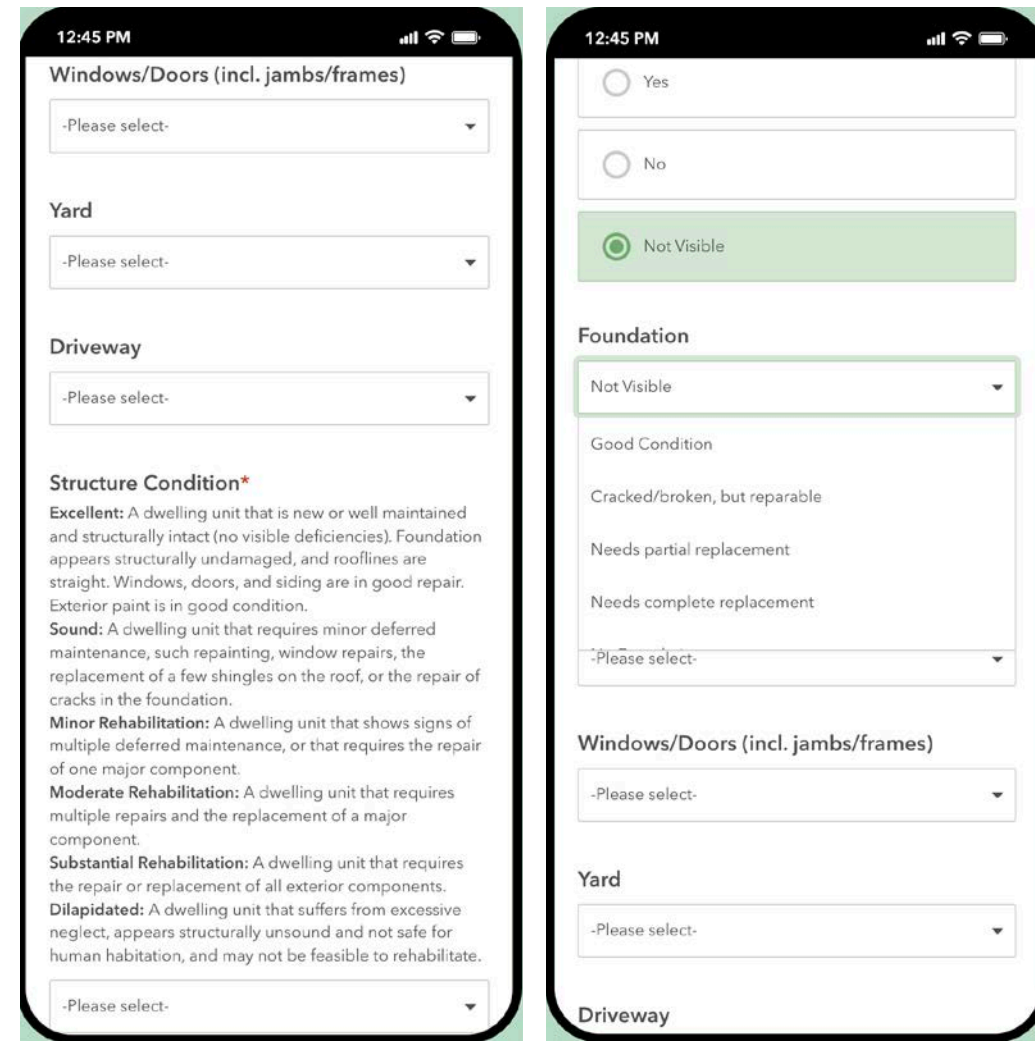 12:45 PM
Windows/Doors (incl. jambs/frames)
-Please select-
Yard
-Please select-
Driveway
-Please select-
Structure Condition*
Excellent: A dwelling unit that is new or well maintained
and structurally intact (no visible deficiencies). Foundation
appears structurally undamaged, and rooflines are
straight. Windows, doors, and siding are in good repair.
Exterior paint is in good condition.
Sound: A dwelling unit that requires minor deferred
maintenance, such repainting, window repairs, the
replacement of a few shingles on the roof, or the repair of
cracks in the foundation.
Minor Rehabilitation: A dwelling unit that shows signs of
multiple deferred maintenance, or that requires the repair
of one major component.
Moderate Rehabilitation: A dwelling unit that requires
multiple repairs and the replacement of a major
component.
Substantial Rehabilitation: A dwelling unit that requires
the repair or replacement of all exterior components.
Dilapidated: A dwelling unit that suffers from excessive
neglect, appears structurally unsound and not safe for
human habitation, and may not be feasible to rehabilitate.
-Please select-
12:45 PM
Yes
No
Not Visible
Foundation
Not Visible
Good Condition
Cracked/broken, but reparable
Needs partial replacement
Needs complete replacement
-Please select-
Windows/Doors (incl. jambs/frames)
-Please select-
Yard
-Please select-
Driveway